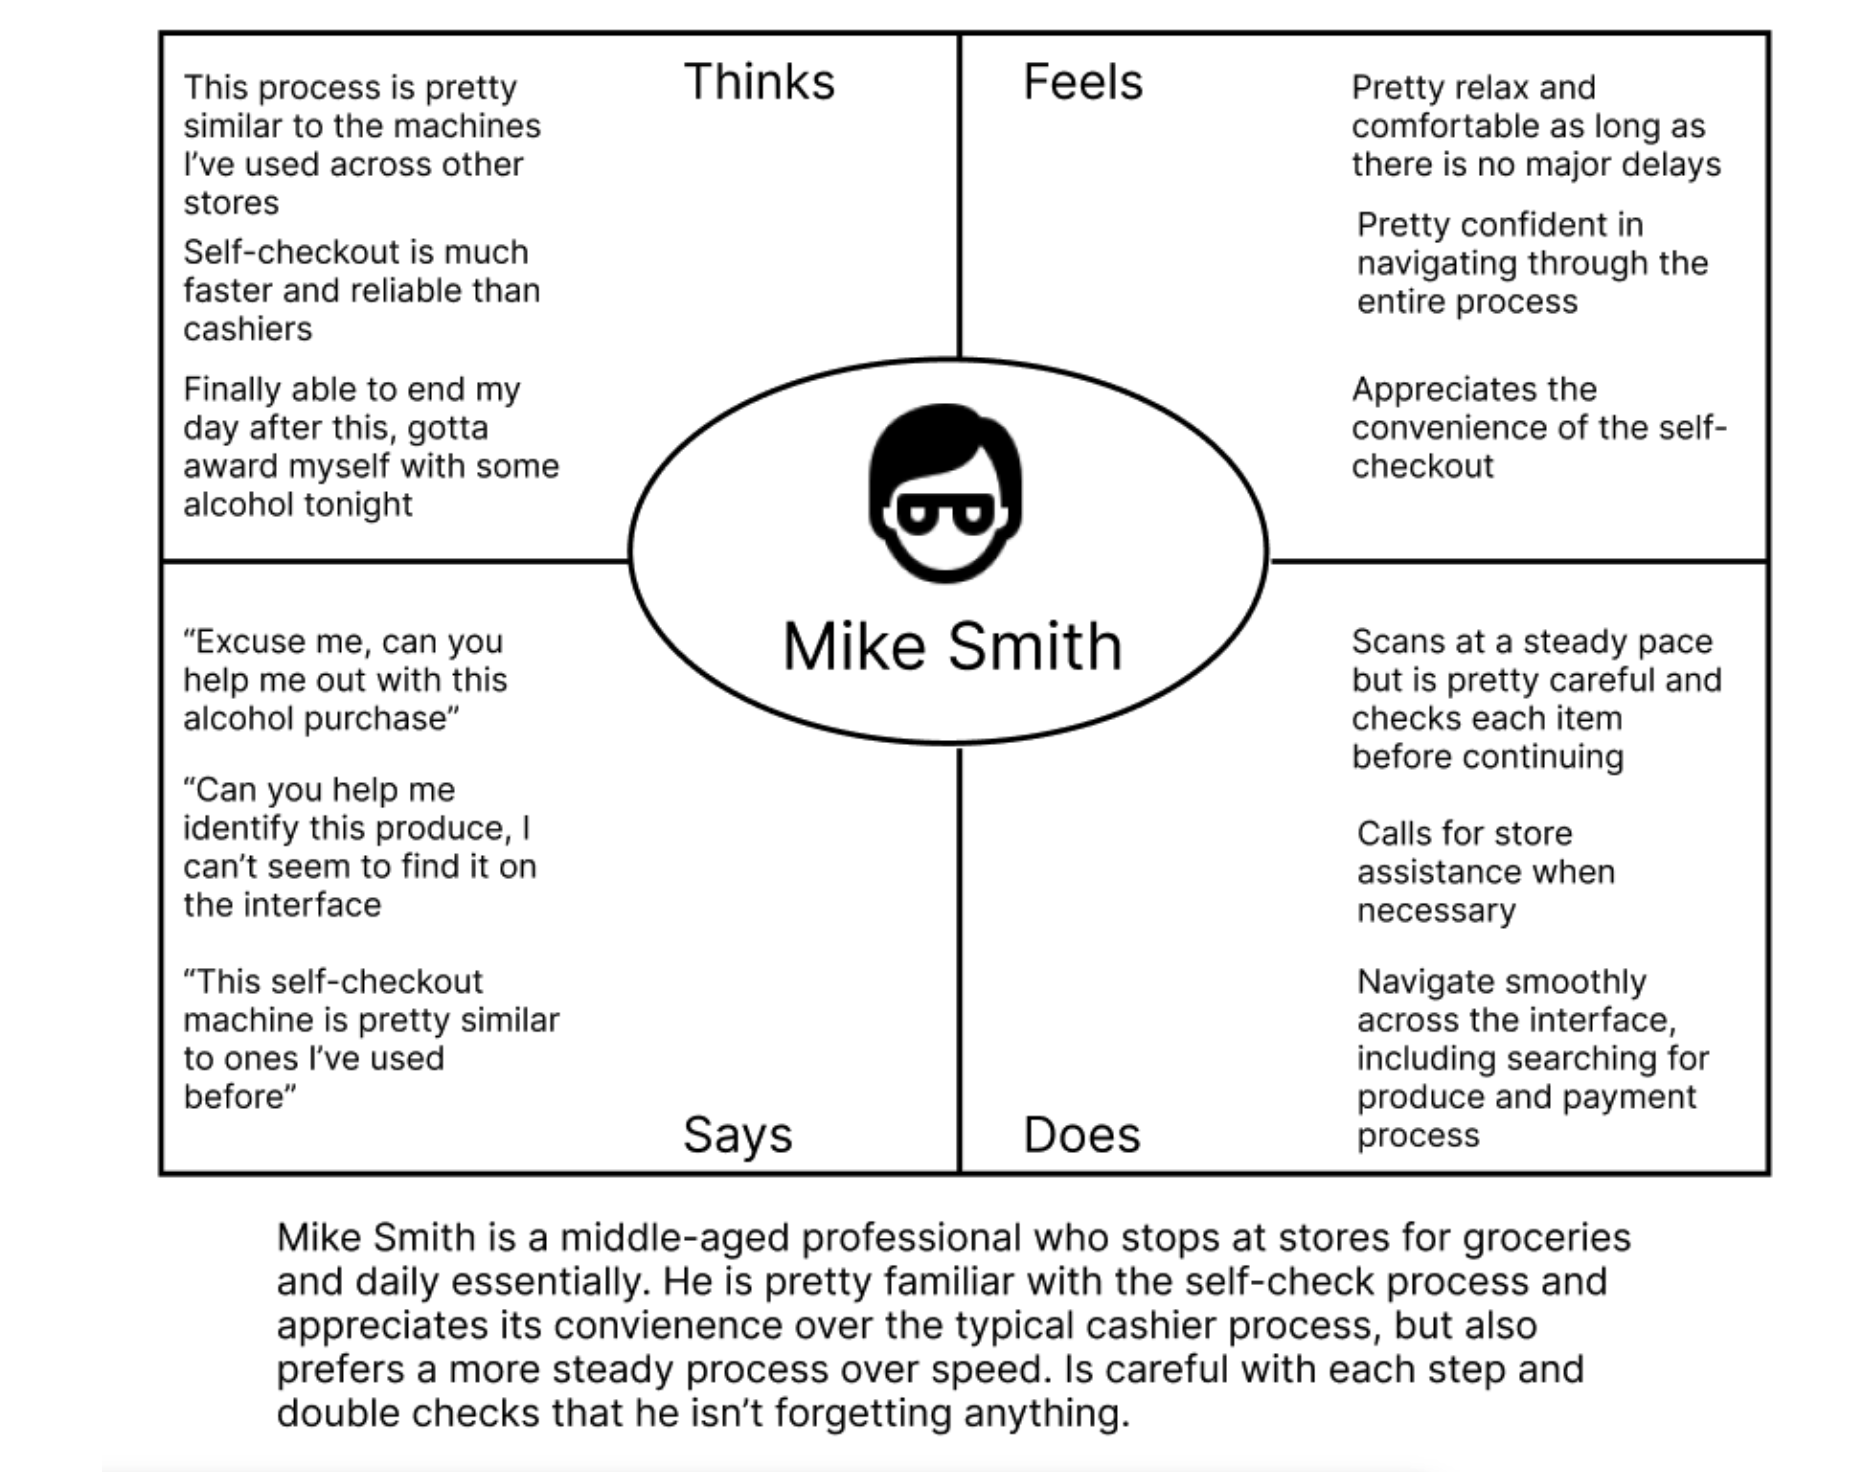 Thinks
This process is pretty
similar to the machines
I’ve used across other
stores
Self-checkout is much
faster and reliable than
cashiers
Finally able to end my
day after this, gotta
award myself with some
alcohol tonight
Feels
Pretty relax and
comfortable as long as
there is no major delays
Pretty confident in
navigating through the
entire process
Appreciates the
convenience of the self-
checkout
Mike Smith
“Excuse me, can you
help me out with this
alcohol purchase”
“Can you help me
identify this produce, I
can’t seem to find it on
the interface
“This self-checkout
machine is pretty similar
to ones I’ve used
before”
Says
Scans at a steady pace
but is pretty careful and
checks each item
before continuing
Calls for store
assistance when
necessary
Navigate smoothly
across the interface,
including searching for
produce and payment
process
Does
Mike Smith is a middle-aged professional who stops at stores for groceries
and daily essentially. He is pretty familiar with the self-check process and
appreciates its convienence over the typical cashier process, but also
prefers a more steady process over speed. Is careful with each step and
double checks that he isn’t forgetting anything.